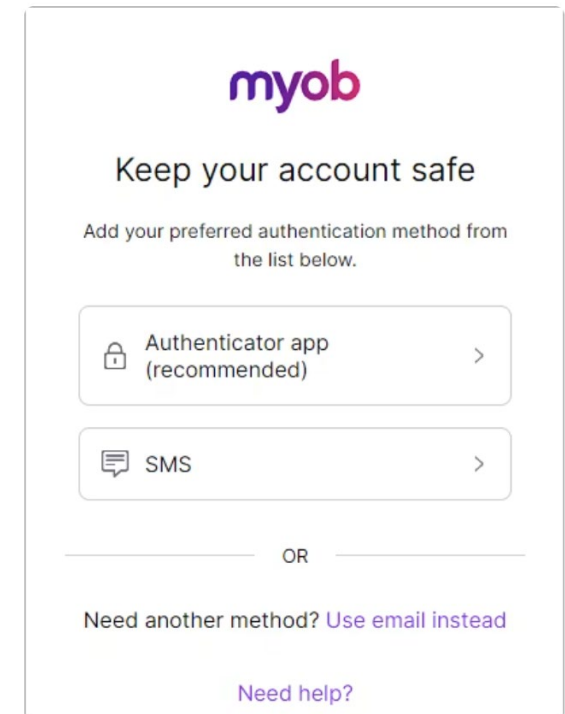 myob
Keep your account safe
Add your preferred authentication method from
the list below.
Authenticator app
(recommended)
SMS
OR
Need another method? Use email instead
Need help?